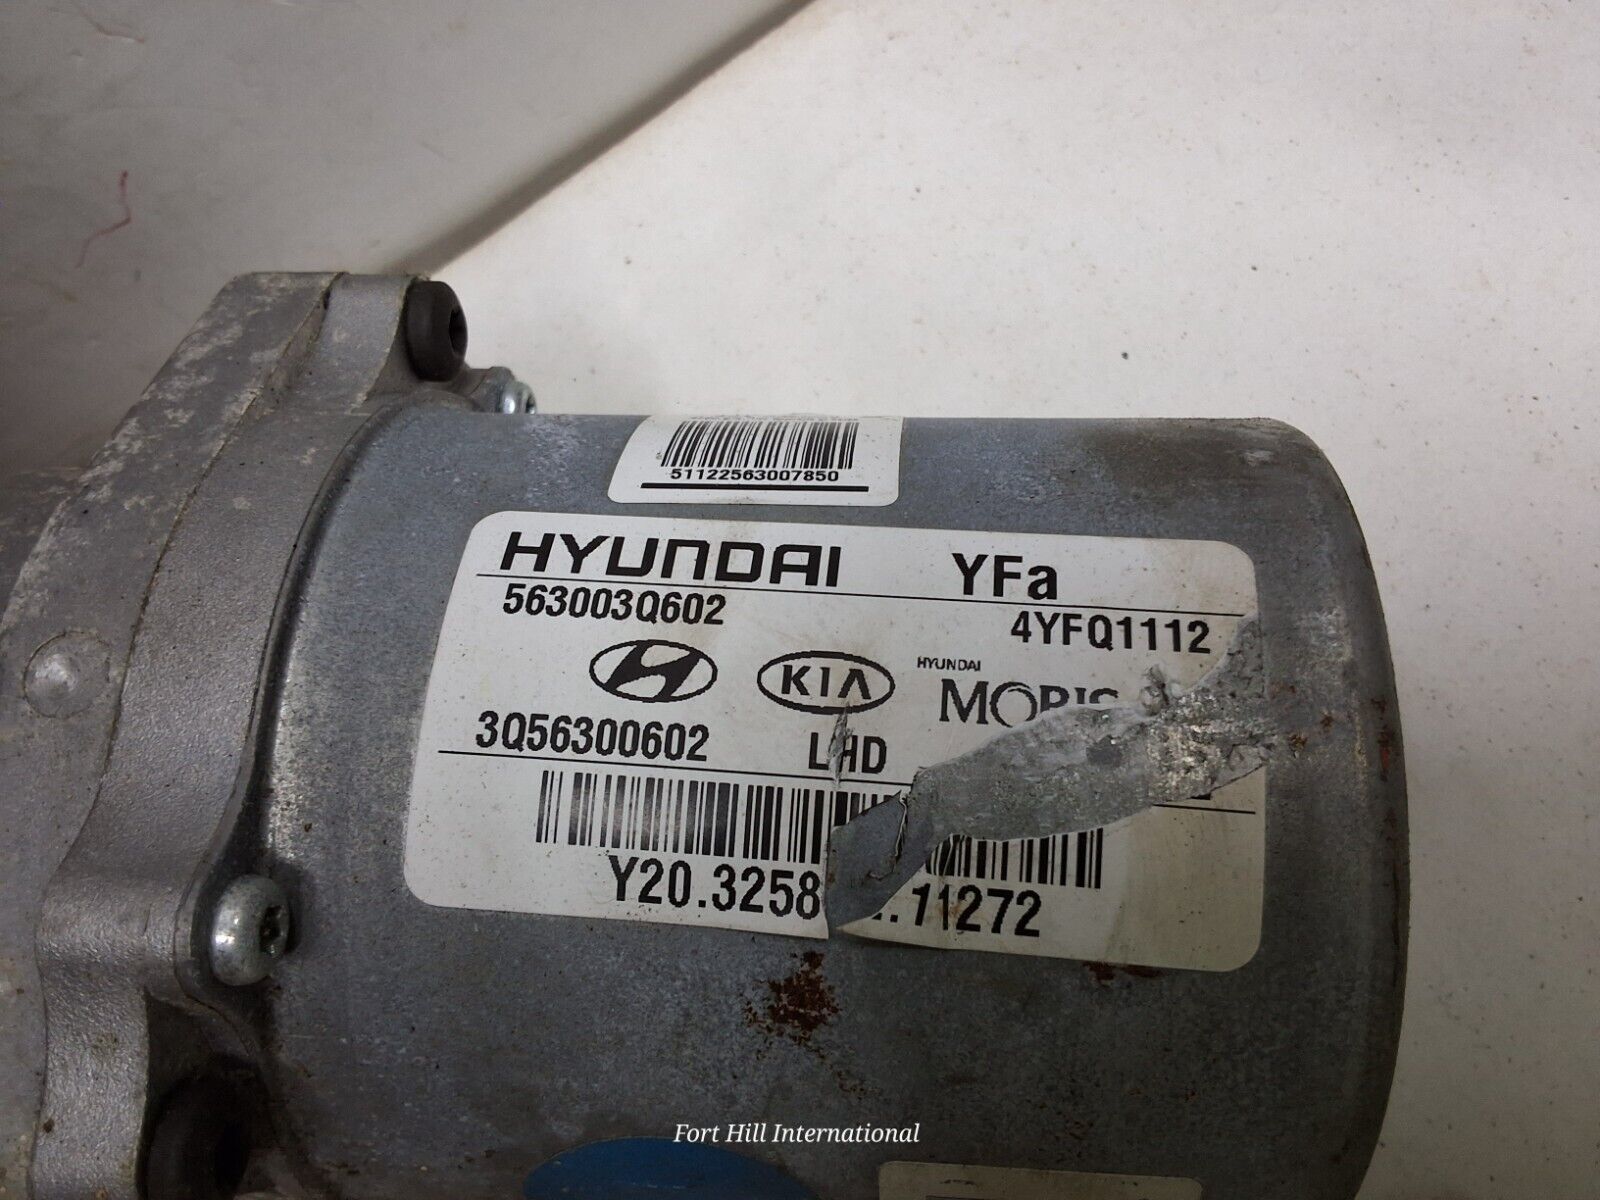 51122563007850
HYUNDAI YFa
563003Q602 4YFQ1112
KIA HYUNDAI
3Q56300602 LHD
Y20.3258 .11272
Fort Hill International